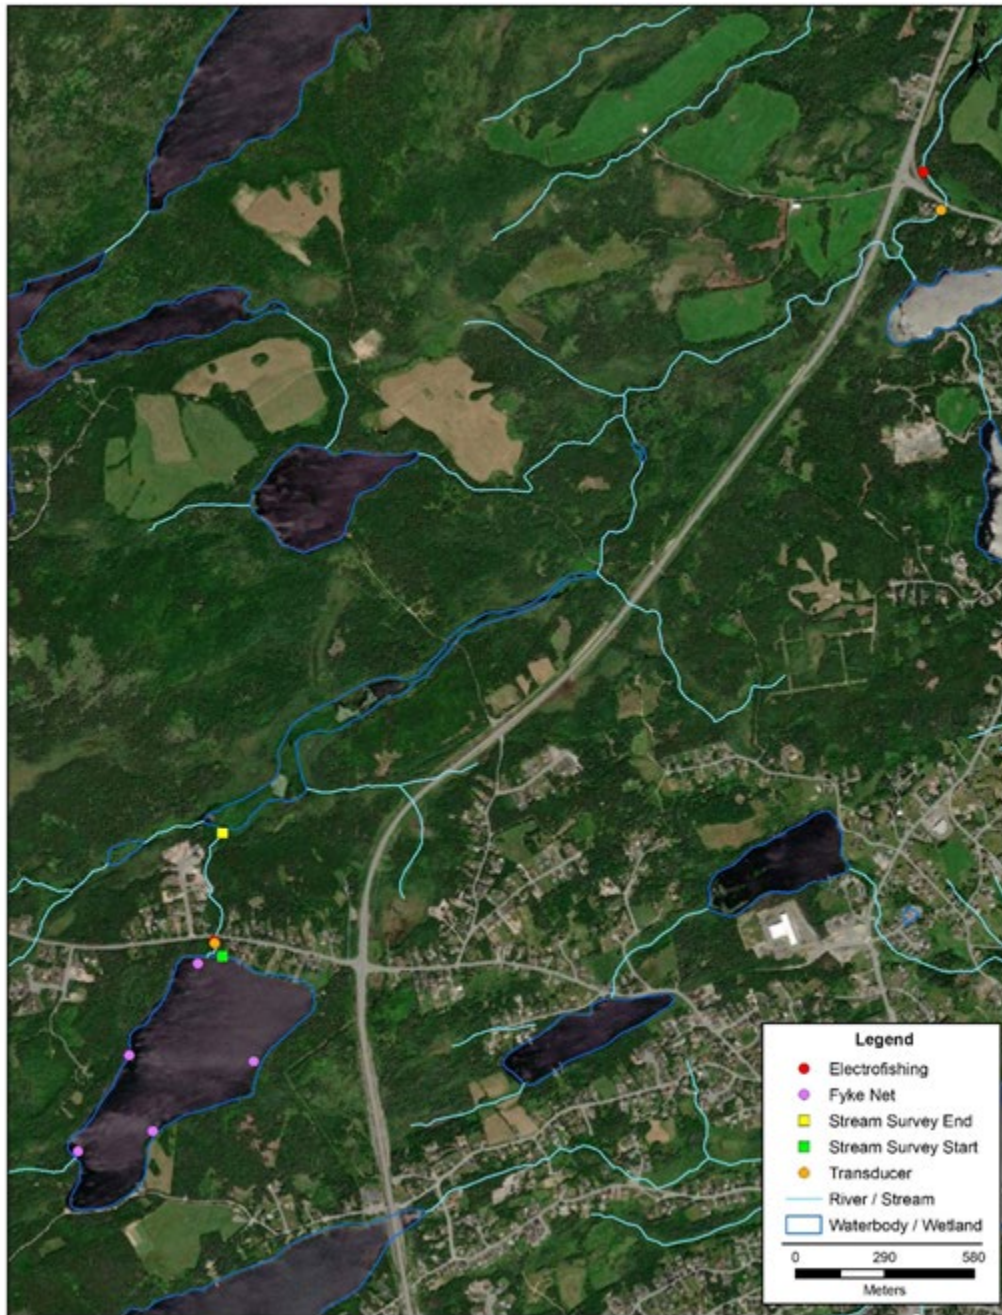 N
Legend
Electrofishing
Fyke Net
Stream Survey End
Stream Survey Start
Transducer
River / Stream
Waterbody / Wetland
0 290 580
Meters